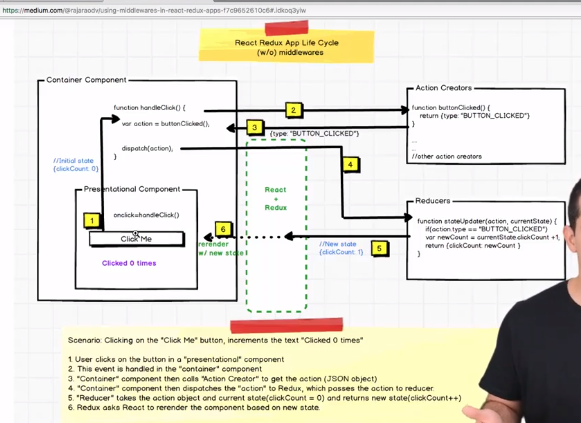 https://medium.com/@rajaraodv/using-middlewares-in-react-redux-apps-f7c9652610c6#.idkoq3yiw
React Redux App Life Cycle
(w/o) middlewares
Container Component
function handleClick() {
var action = buttonClicked(),
dispatch(action),
}
//Initial state
{clickCount: 0}
Presentational Component
onclick=handleClick()
1
Click Me
Clicked 0 times
2
3
{type: "BUTTON_CLICKED"}
4
React
+
Redux
6
rerender
w/ new state
//New state
{clickCount: 1}
5
Action Creators
function buttonClicked() {
return {type: "BUTTON_CLICKED"}
}
...
...
//other action creators
Reducers
function stateUpdater(action, currentState) {
if(action.type == "BUTTON_CLICKED")
var newCount = currentState.clickCount +1,
return {clickCount: newCount }
}
Scenario: Clicking on the "Click Me" button, increments the text "Clicked 0 times"
1. User clicks on the button in a "presentational" component
2. This event is handled in the "container" component
3. "Container" component then calls "Action Creator" to get the action (JSON object)
4. "Container" component then dispatches the "action" to Redux, which passes the action to reducer.
5. "Reducer" takes the action object and current state(clickCount = 0) and returns new state(clickCount++)
6. Redux asks React to rerender the component based on new state.